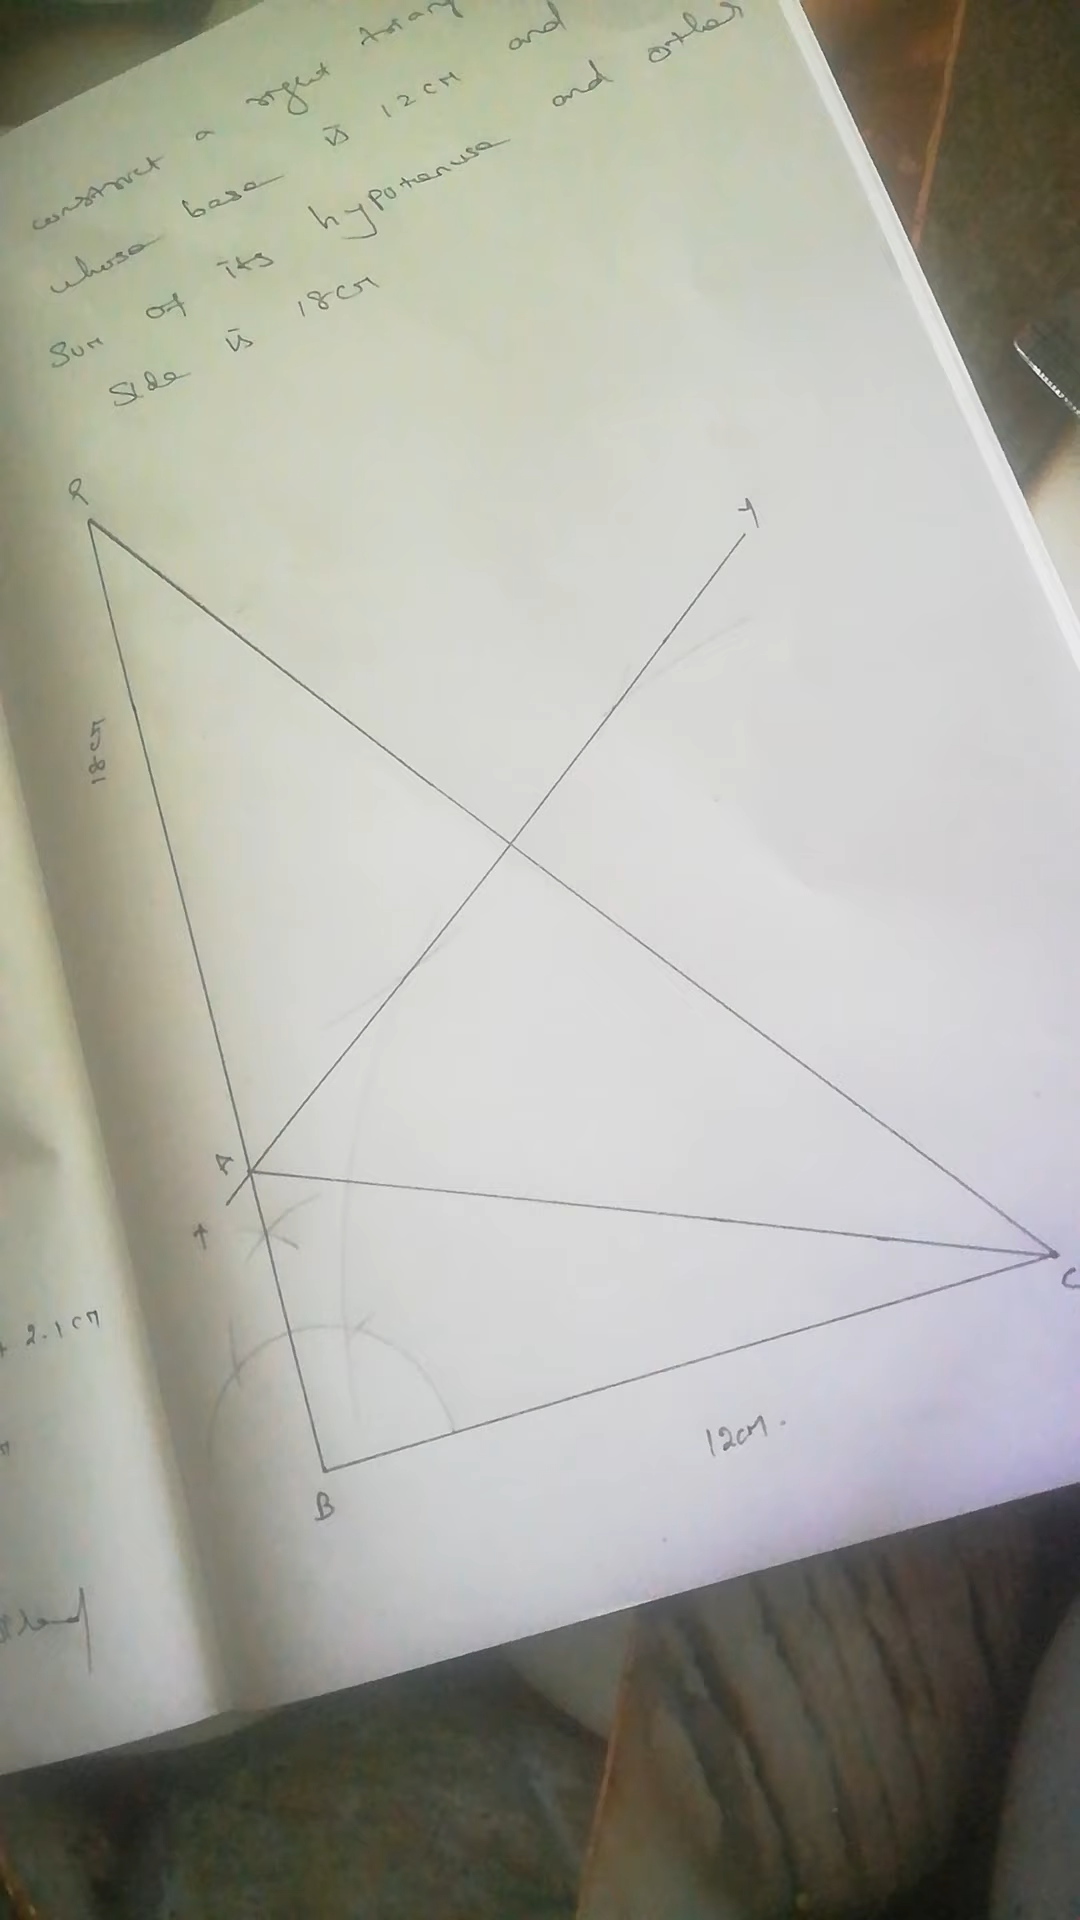 construct a right triang
whose base is 12cm and
Sum of its hypotenuse and other
side is 18cm
R
Y
18cm
A
2.1cm
C
12cm.
B